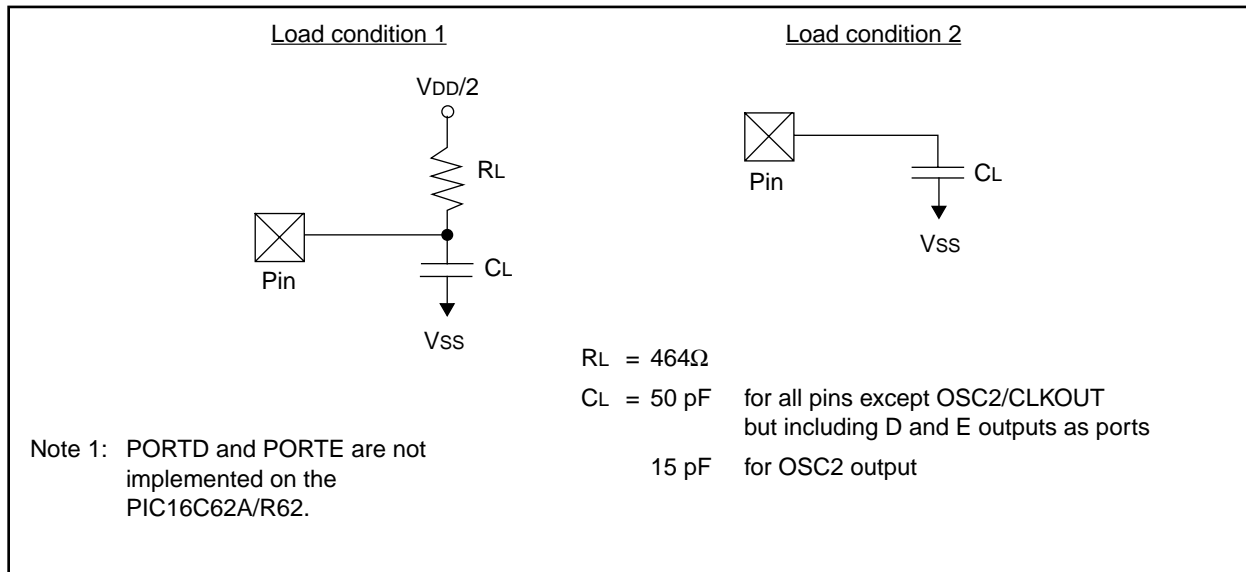 Load condition 1
VDD/2
RL
Pin
CL
VSS
Load condition 2
Pin
CL
VSS
RL = 464Ω
CL = 50 pF for all pins except OSC2/CLKOUT
but including D and E outputs as ports
15 pF for OSC2 output
Note 1: PORTD and PORTE are not
implemented on the
PIC16C62A/R62.